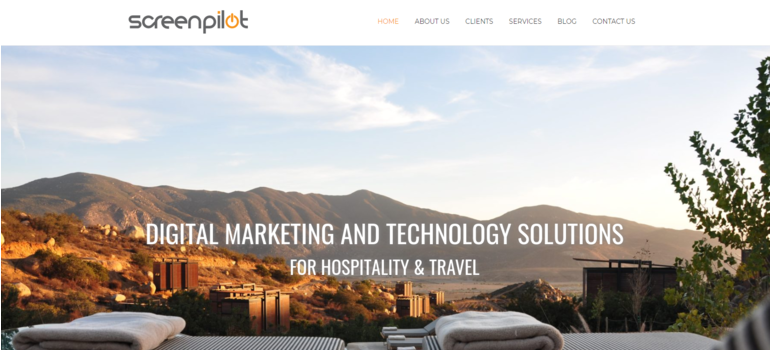 screenpilot
HOME ABOUT US CLIENTS SERVICES BLOG CONTACT US
DIGITAL MARKETING AND TECHNOLOGY SOLUTIONS
FOR HOSPITALITY & TRAVEL